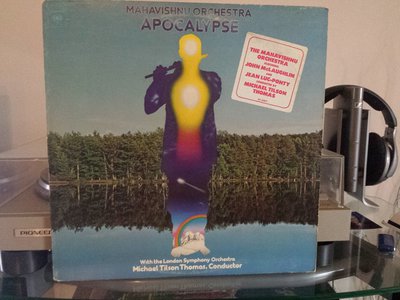 MAHAVISHNU ORCHESTRA
APOCALYPSE
THE MAHAVISHNU
ORCHESTRA
JOHN McLAUGHLIN
AND
JEAN LUC-PONTY
MICHAEL TILSON
THOMAS
With the London Symphony Orchestra
Michael Tilson Thomas, Conductor
PIONEER